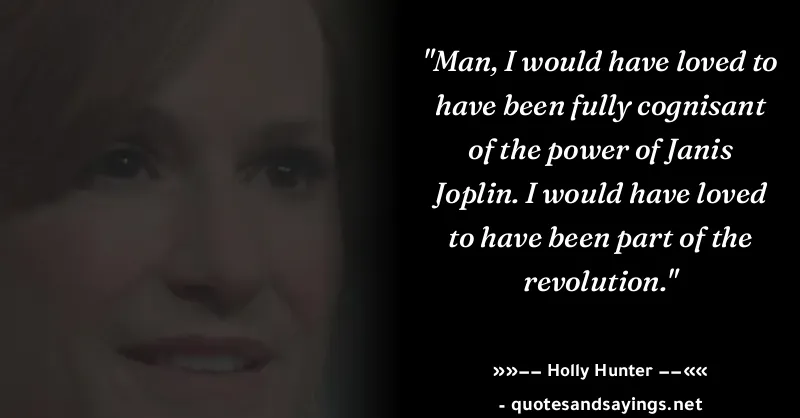 "Man, I would have loved to
have been fully cognisant
of the power of Janis
Joplin. I would have loved
to have been part of the
revolution."
»»—— Holly Hunter ——««
- quotesandsayings.net